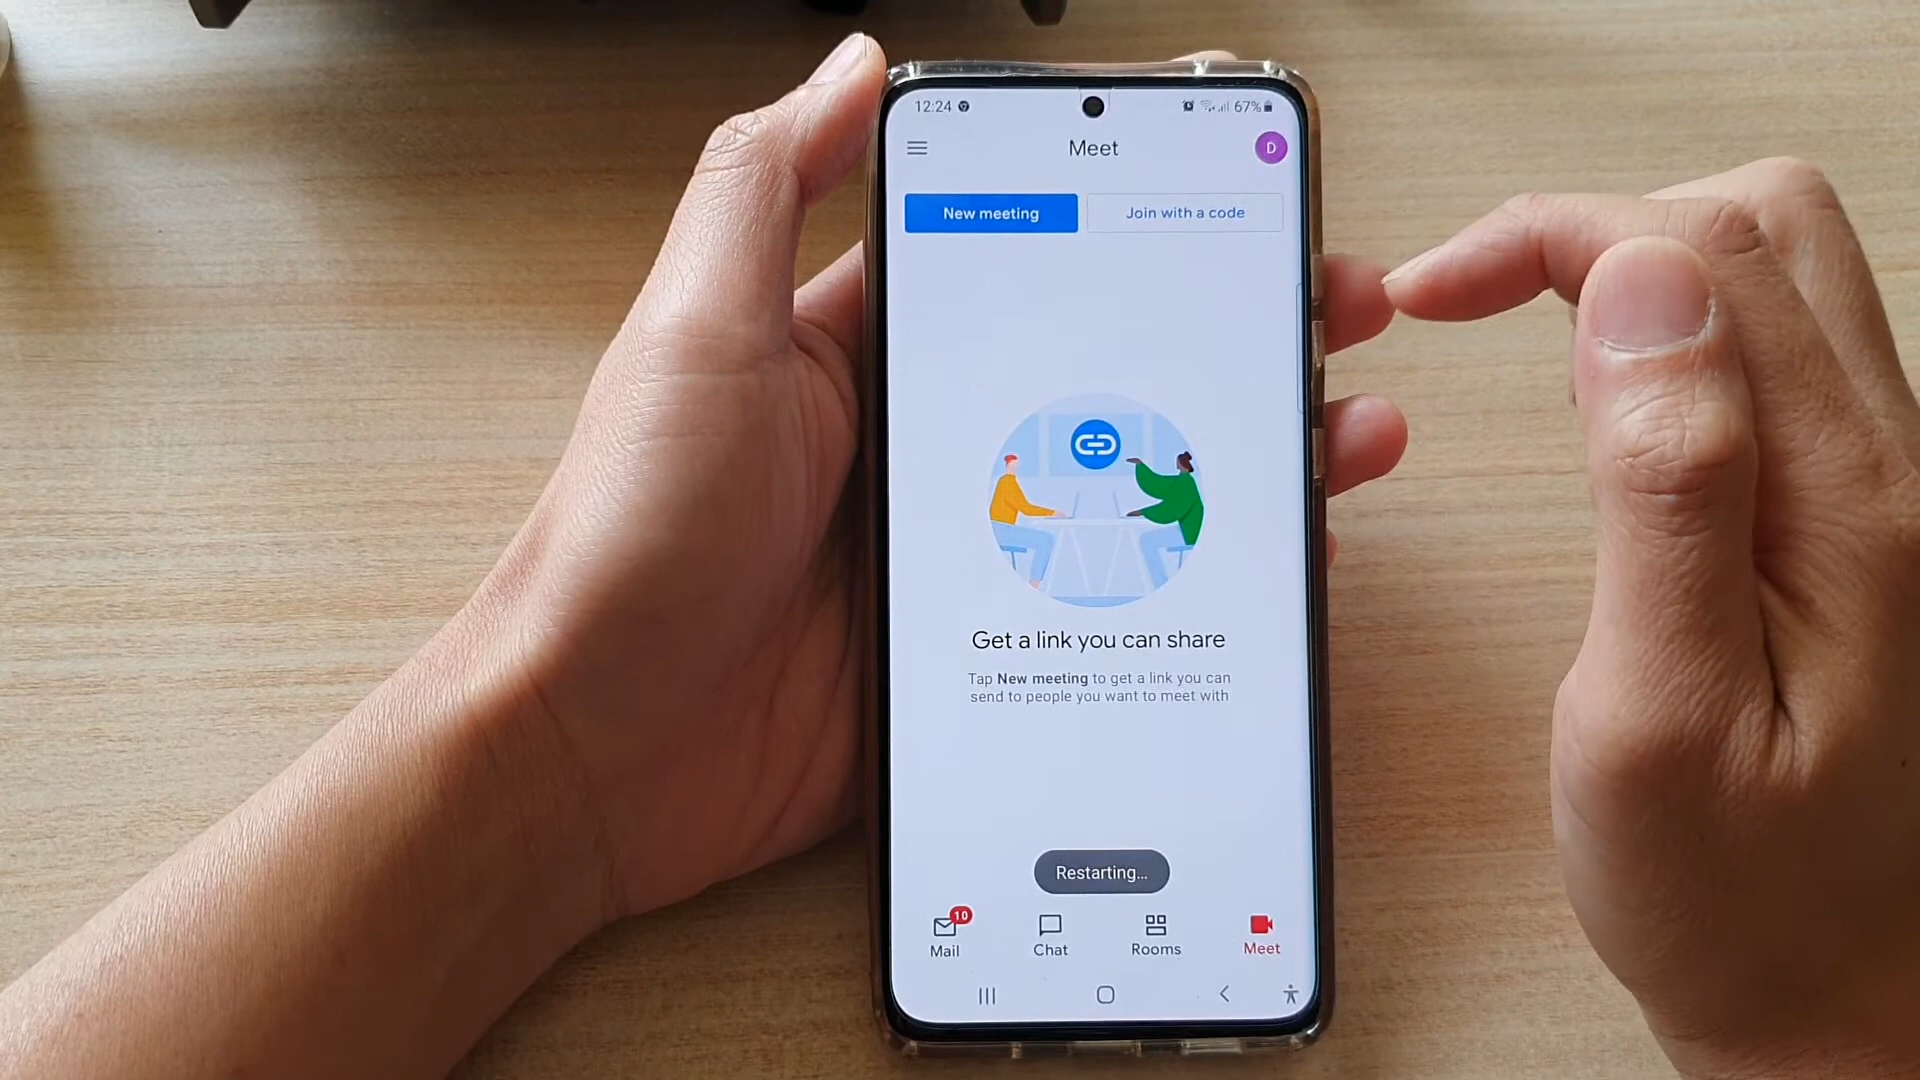 12:24
67%
Meet
D
New meeting
Join with a code
Get a link you can share
Tap New meeting to get a link you can
send to people you want to meet with
Restarting...
10
Mail
Chat
Rooms
Meet